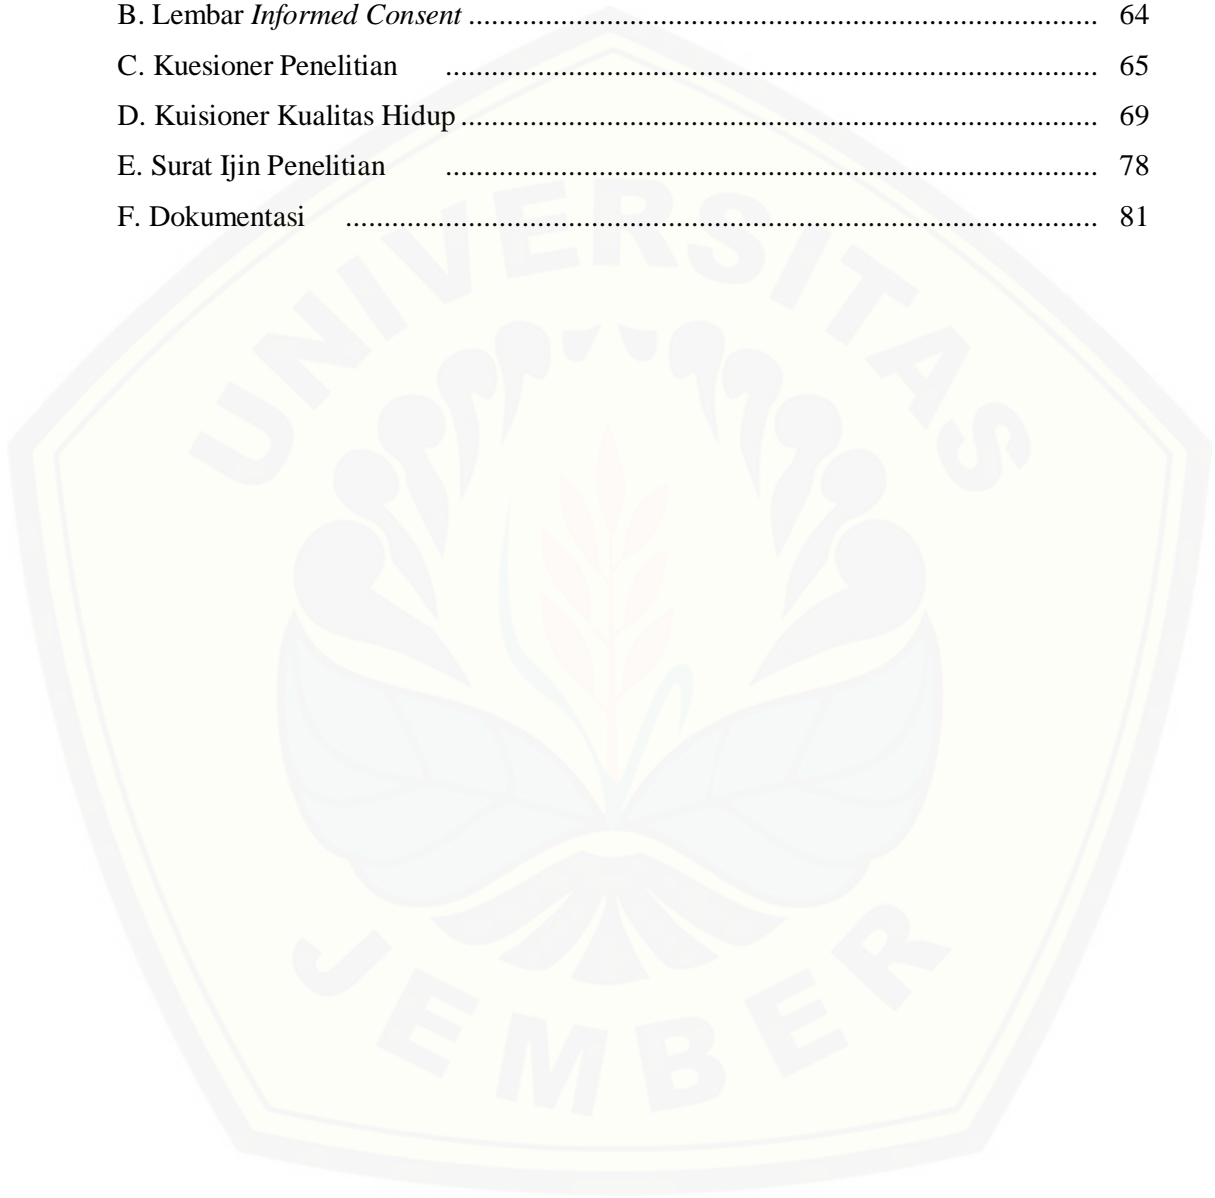 B. Lembar Informed Consent ................................................................................... 64
C. Kuesioner Penelitian ...................................................................................... 65
D. Kuisioner Kualitas Hidup .................................................................................... 69
E. Surat Ijin Penelitian ...................................................................................... 78
F. Dokumentasi ................................................................................................... 81
UNIVERSITAS
JEMBER